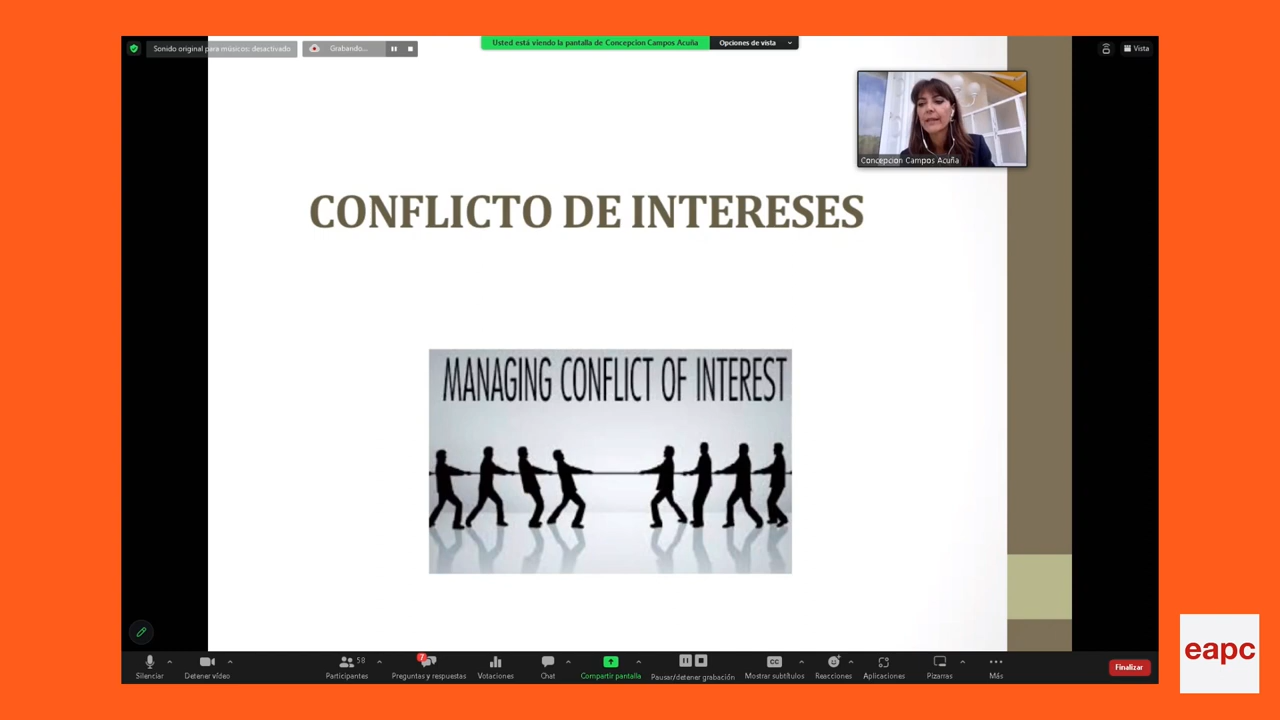 Sonido original para músicos: desactivado
Grabando...
Usted está viendo la pantalla de Concepcion Campos Acuña
Opciones de vista
Vista
Concepcion Campos Acuña
CONFLICTO DE INTERESES
MANAGING CONFLICT OF INTEREST
Silenciar
Detener vídeo
58
Participantes
7
Preguntas y respuestas
Votaciones
Chat
Compartir pantalla
Pausar/detener grabación
CC
Mostrar subtítulos
Reacciones
Aplicaciones
Pizarras
Más
Finalizar
eapc